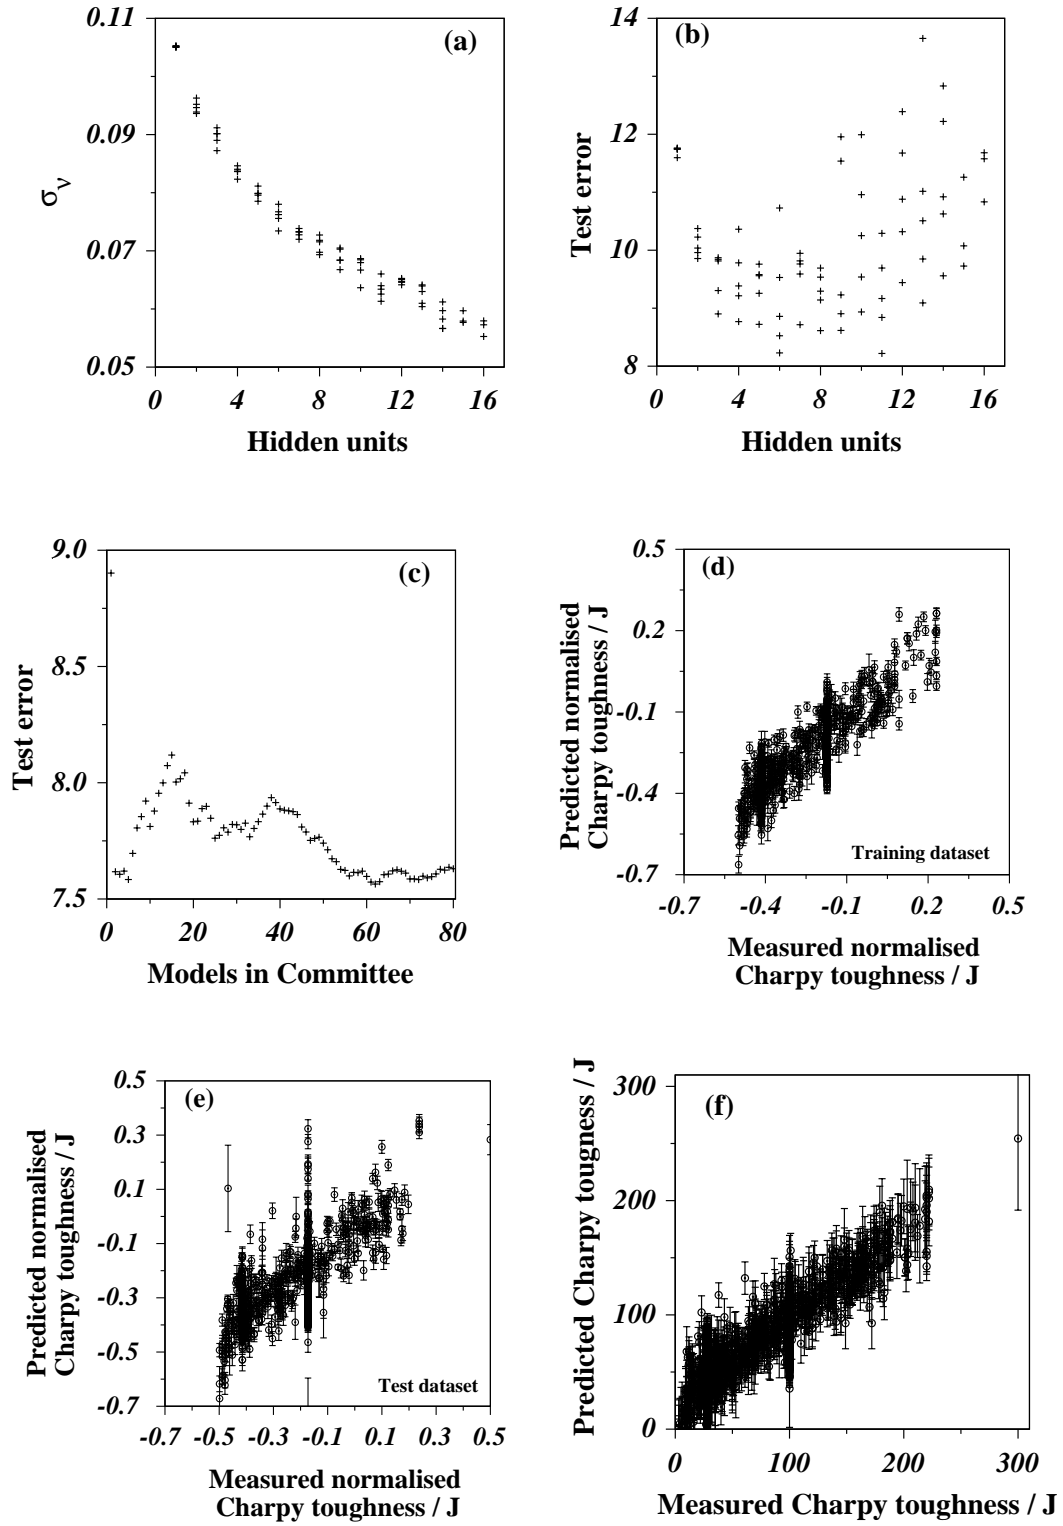 (a)
0.11
0.09
0.07
0.05
σν
0 4 8 12 16
Hidden units
(b)
14
12
10
8
Test error
0 4 8 12 16
Hidden units
(c)
9.0
8.5
8.0
7.5
Test error
0 20 40 60 80
Models in Committee
(d)
0.5
0.2
-0.1
-0.4
-0.7
Predicted normalised
Charpy toughness / J
Training dataset
-0.7 -0.4 -0.1 0.2 0.5
Measured normalised
Charpy toughness / J
(e)
0.5
0.3
0.1
-0.1
-0.3
-0.5
-0.7
Predicted normalised
Charpy toughness / J
Test dataset
-0.7 -0.5 -0.3 -0.1 0.1 0.3 0.5
Measured normalised
Charpy toughness / J
(f)
300
200
100
0
Predicted Charpy tougness / J
0 100 200 300
Measured Charpy toughness / J